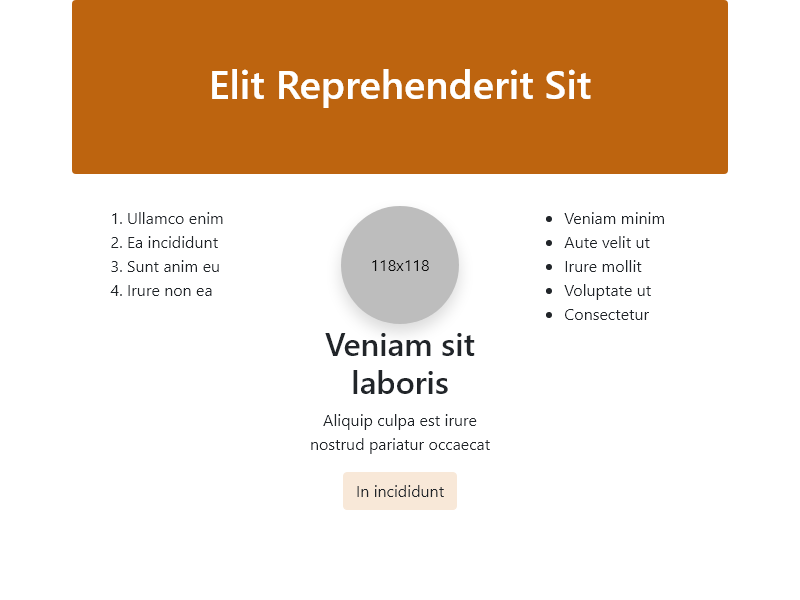 Elit Reprehenderit Sit
1. Ullamco enim
2. Ea incididunt
3. Sunt anim eu
4. Irure non ea
118x118
Veniam sit
laboris
Aliquip culpa est irure
nostrud pariatur occaecat
In incididunt
• Veniam minim
• Aute velit ut
• Irure mollit
• Voluptate ut
• Consectetur